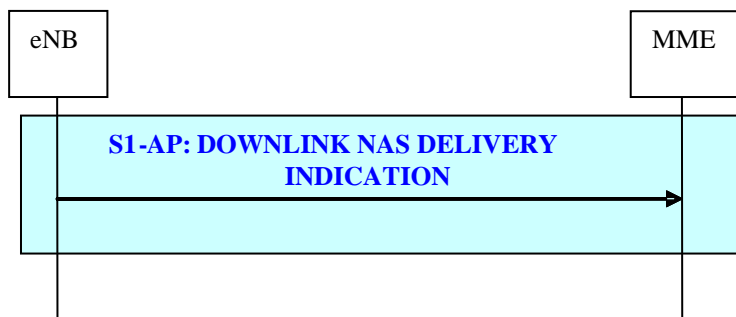 eNB
MME
S1-AP: DOWNLINK NAS DELIVERY
INDICATION